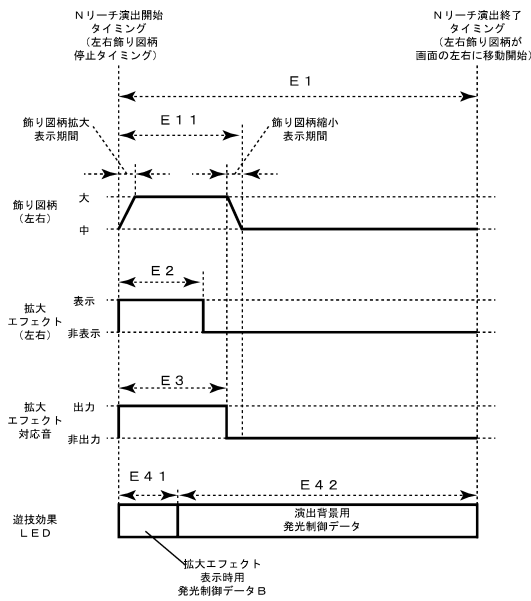 Ｎリーチ演出開始
タイミング
（左右飾り図柄
停止タイミング）
Ｎリーチ演出終了
タイミング
（左右飾り図柄が
画面の左右に移動開始）
Ｅ１
飾り図柄拡大
表示期間
Ｅ１１
飾り図柄縮小
表示期間
飾り図柄
（左右）
大
中
Ｅ２
拡大
エフェクト
（左右）
表示
非表示
Ｅ３
拡大
エフェクト
対応音
出力
非出力
Ｅ４１
Ｅ４２
遊技効果
ＬＥＤ
演出背景用
発光制御データ
拡大エフェクト
表示時用
発光制御データＢ